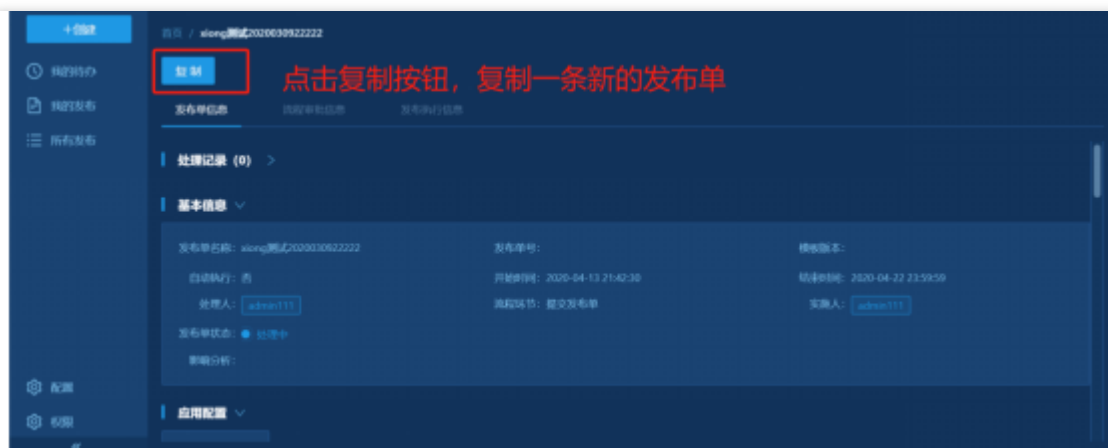 +创建
首页 / xiong测试2020030922222
我的待办
复制
点击复制按钮，复制一条新的发布单
我的发布
发布单信息
流程审批信息
发布执行信息
所有发布
处理记录 (0)
基本信息
发布单名称: xiong测试2020030922222
发布单号:
模板版本:
自动执行: 否
开始时间: 2020-04-13 21:42:30
结束时间: 2020-04-22 23:59:59
处理人: admin111
流程环节: 提交发布单
实施人: admin111
发布单状态: 处理中
影响分析:
配置
应用配置
权限